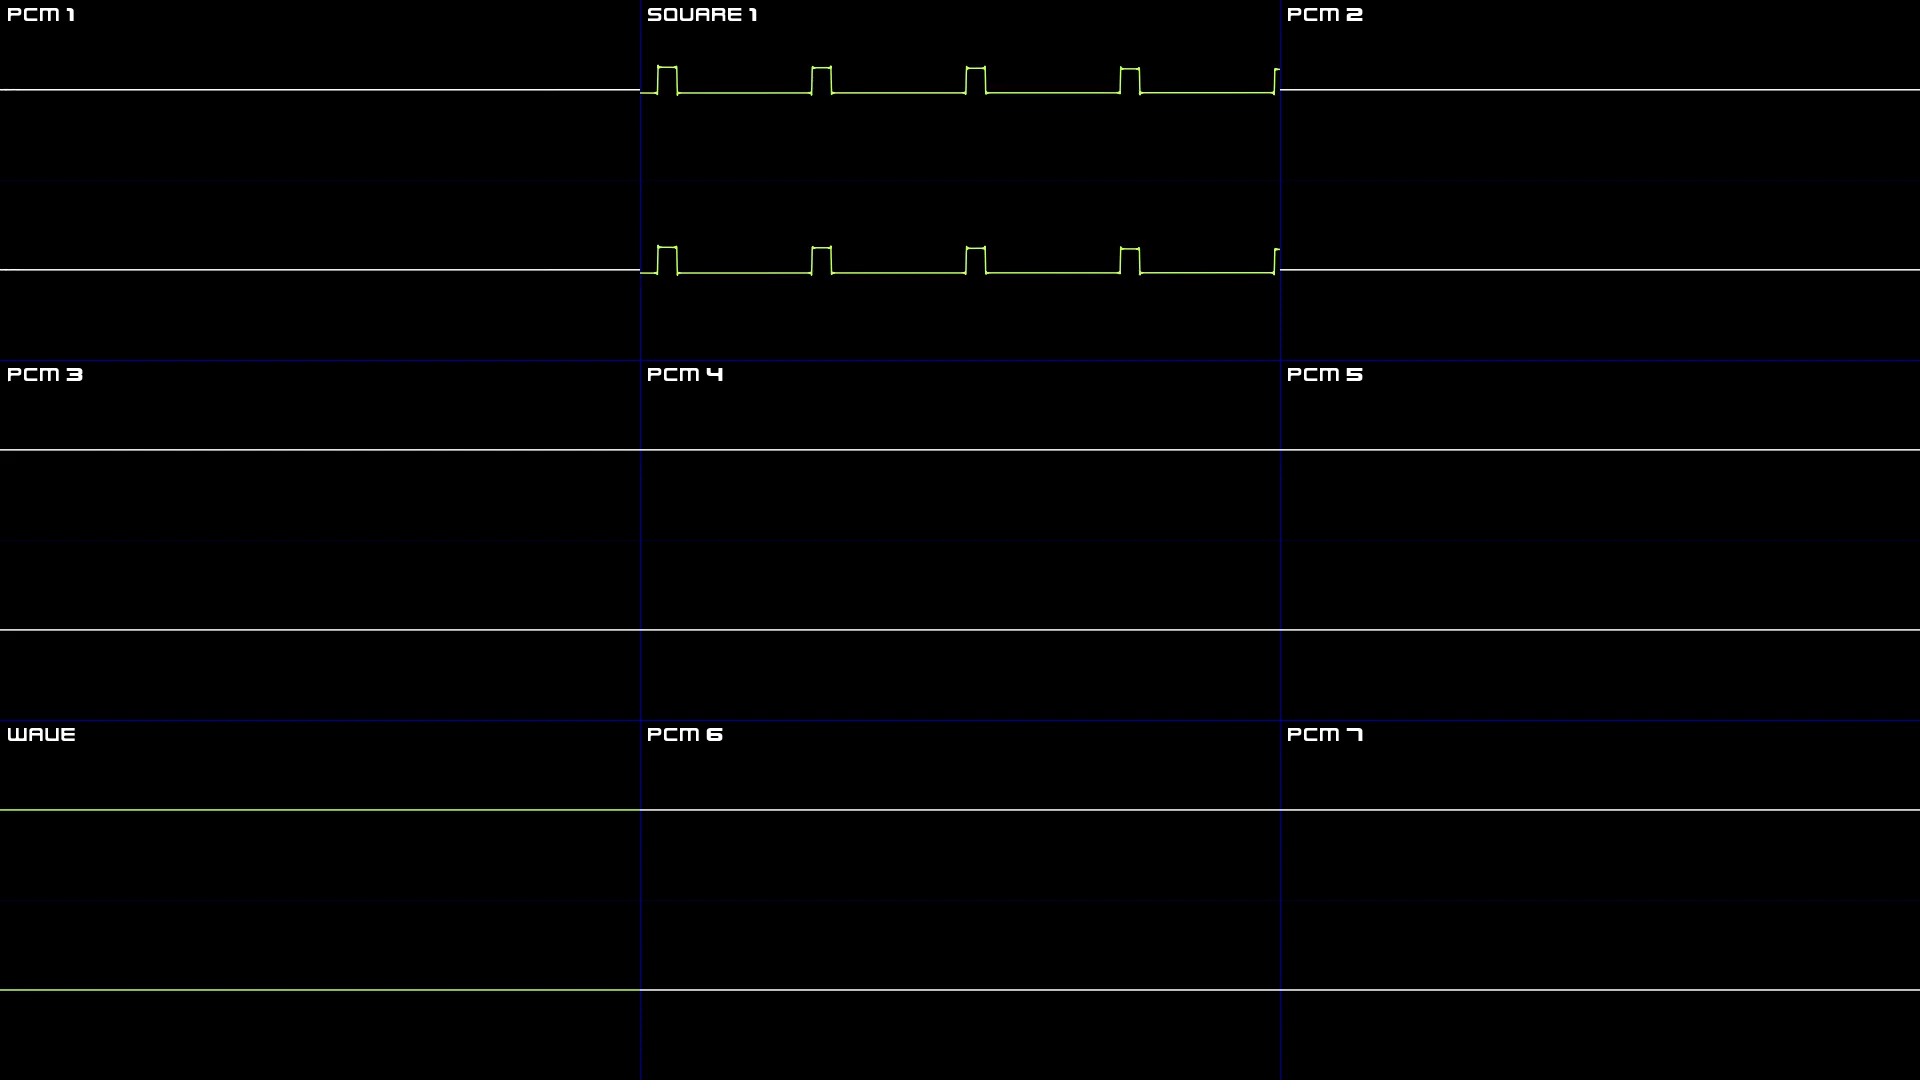 PCM 1
SQUARE 1
PCM 2
PCM 3
PCM 4
PCM 5
WAVE
PCM 6
PCM 7